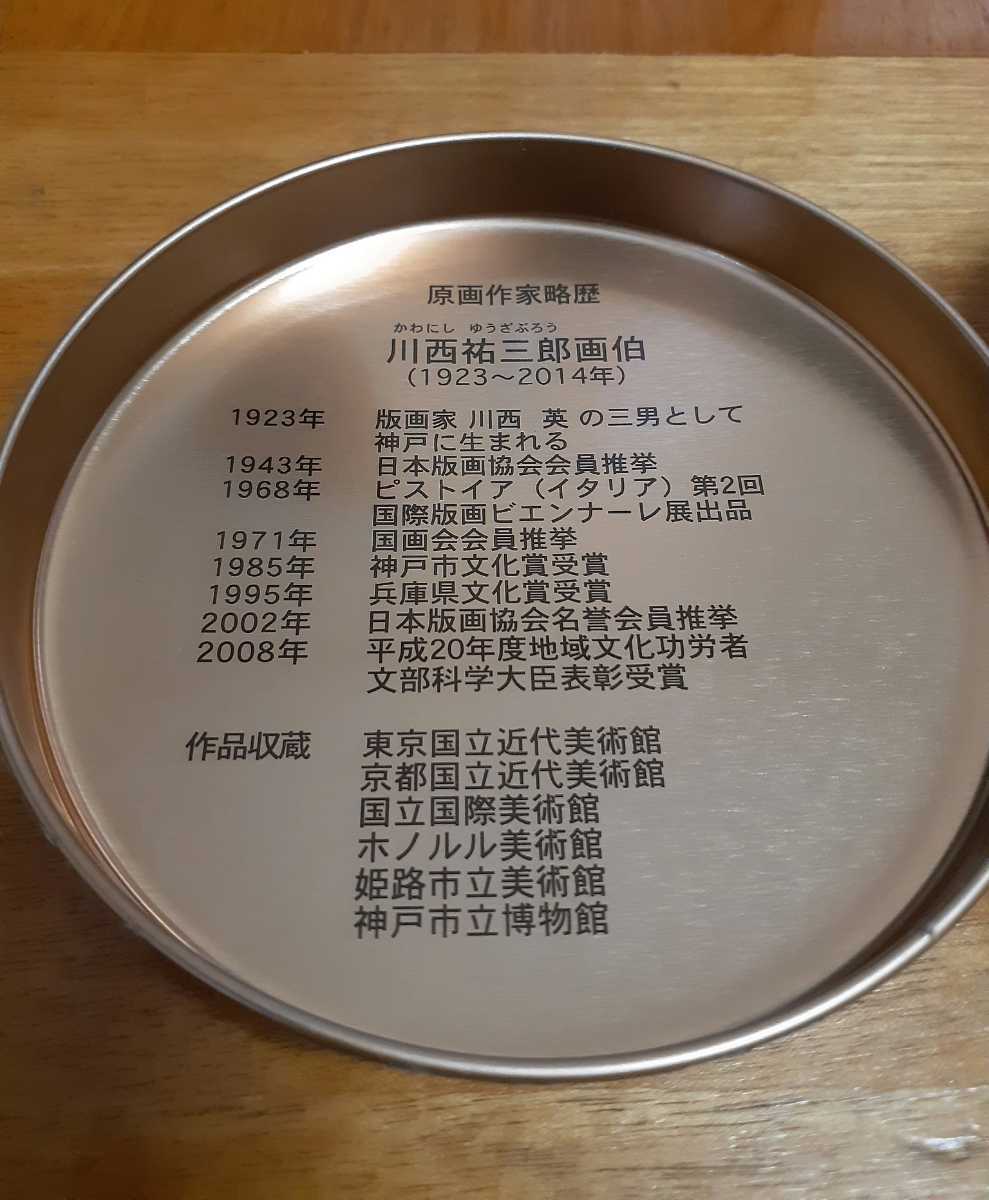 原画作家略歴
かわにし ゆうざぶろう
川西祐三郎画伯
（1923～2014年）
1923年 版画家 川西 英 の三男として
神戸に生まれる
1943年 日本版画協会会員推挙
1968年 ピストイア（イタリア）第2回
国際版画ビエンナーレ展出品
1971年 国画会会員推挙
1985年 神戸市文化賞受賞
1995年 兵庫県文化賞受賞
2002年 日本版画協会名誉会員推挙
2008年 平成20年度地域文化功労者
文部科学大臣表彰受賞
作品収蔵 東京国立近代美術館
京都国立近代美術館
国立国際美術館
ホノルル美術館
姫路市立美術館
神戸市立博物館